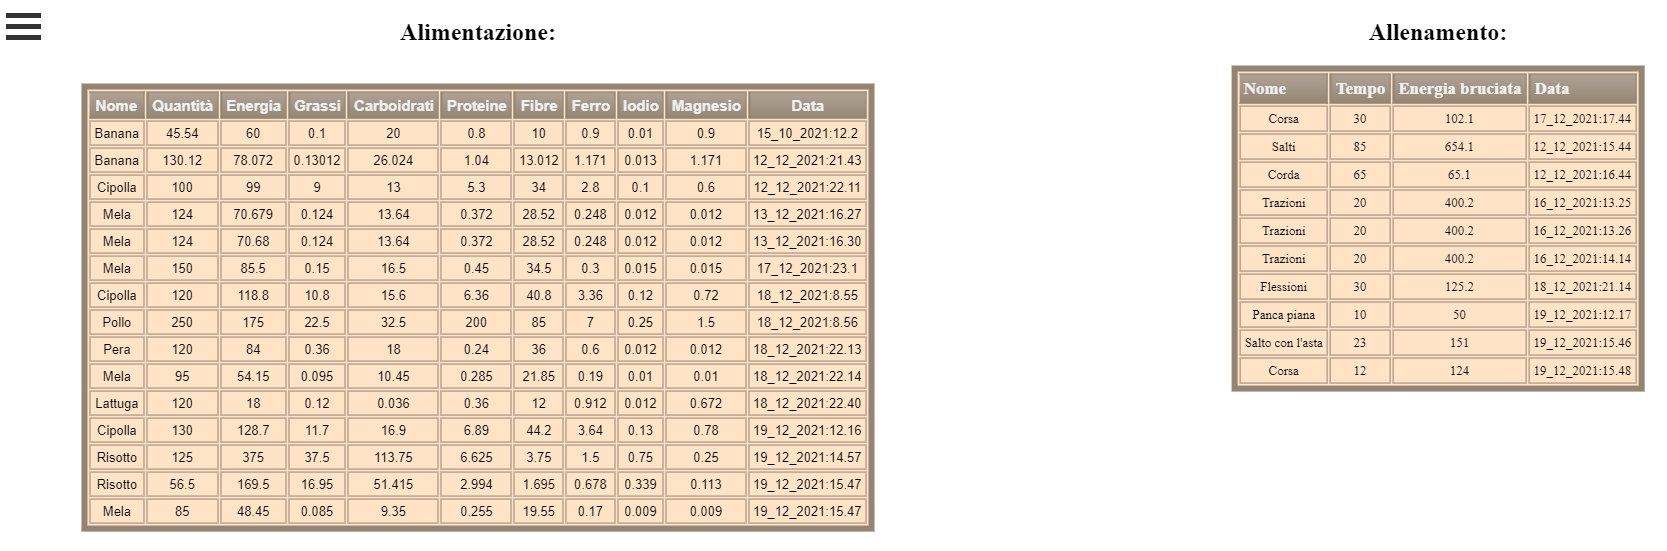 Alimentazione:
Nome Quantità Energia Grassi Carboidrati Proteine Fibre Ferro Iodio Magnesio Data
Banana 45.54 60 0.1 20 0.8 10 0.9 0.01 0.9 15_10_2021:12.2
Banana 130.12 78.072 0.13012 26.024 1.04 13.012 1.171 0.013 1.171 12_12_2021:21.43
Cipolla 100 99 9 13 5.3 34 2.8 0.1 0.6 12_12_2021:22.11
Mela 124 70.679 0.124 13.64 0.372 28.52 0.248 0.012 0.012 13_12_2021:16.27
Mela 124 70.68 0.124 13.64 0.372 28.52 0.248 0.012 0.012 13_12_2021:16.30
Mela 150 85.5 0.15 16.5 0.45 34.5 0.3 0.015 0.015 17_12_2021:23.1
Cipolla 120 118.8 10.8 15.6 6.36 40.8 3.36 0.12 0.72 18_12_2021:8.55
Pollo 250 175 22.5 32.5 200 85 7 0.25 1.5 18_12_2021:8.56
Pera 120 84 0.36 18 0.24 36 0.6 0.012 0.012 18_12_2021:22.13
Mela 95 54.15 0.095 10.45 0.285 21.85 0.19 0.01 0.01 18_12_2021:22.14
Lattuga 120 18 0.12 0.036 0.36 12 0.912 0.012 0.672 18_12_2021:22.40
Cipolla 130 128.7 11.7 16.9 6.89 44.2 3.64 0.13 0.78 19_12_2021:12.16
Risotto 125 375 37.5 113.75 6.625 3.75 1.5 0.75 0.25 19_12_2021:14.57
Risotto 56.5 169.5 16.95 51.415 2.994 1.695 0.678 0.339 0.113 19_12_2021:15.47
Mela 85 48.45 0.085 9.35 0.255 19.55 0.17 0.009 0.009 19_12_2021:15.47
Allenamento:
Nome Tempo Energia bruciata Data
Corsa 30 102.1 17_12_2021:17.44
Salti 85 654.1 12_12_2021:15.44
Corda 65 65.1 12_12_2021:16.44
Trazioni 20 400.2 16_12_2021:13.25
Trazioni 20 400.2 16_12_2021:13.26
Trazioni 20 400.2 16_12_2021:14.14
Flessioni 30 125.2 18_12_2021:21.14
Panca piana 10 50 19_12_2021:12.17
Salto con l'asta 23 151 19_12_2021:15.46
Corsa 12 124 19_12_2021:15.48